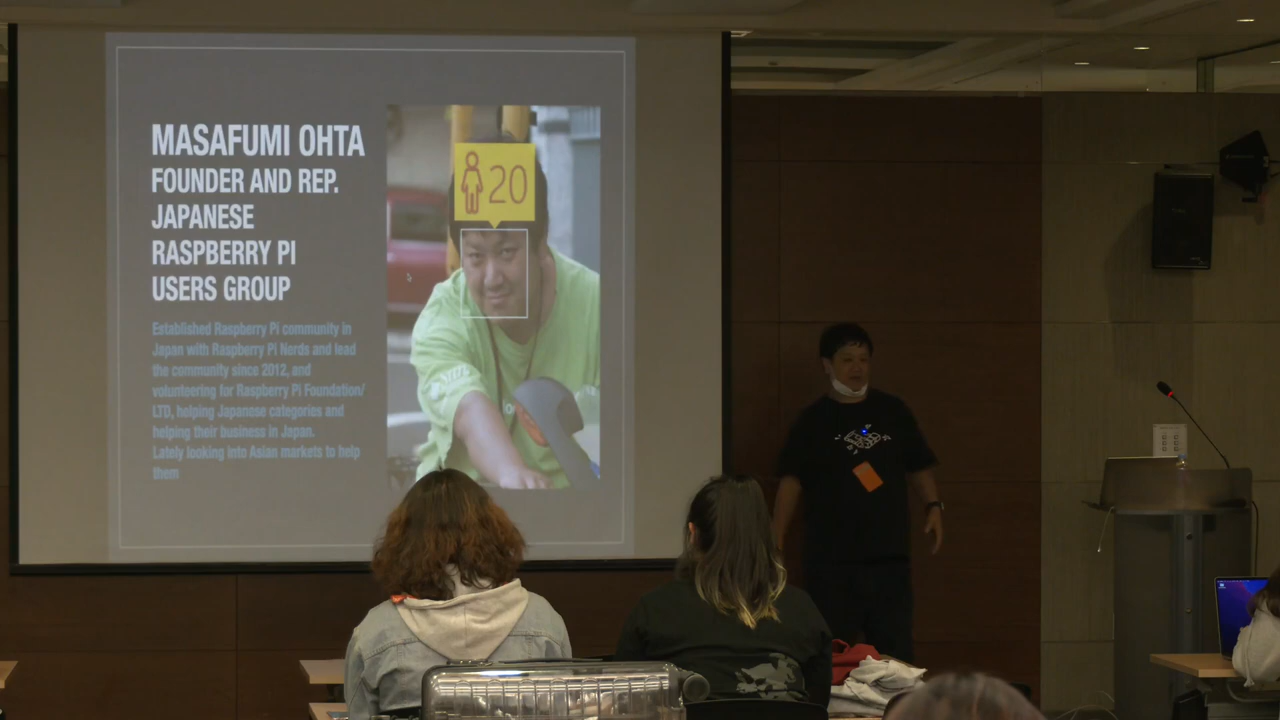 MASAFUMI OHTA
FOUNDER AND REP.
JAPANESE
RASPBERRY PI
USERS GROUP
Established Raspberry Pi community in
Japan with Raspberry Pi Nerds and lead
the community since 2012, and
volunteering for Raspberry Pi Foundation/
LTD, helping Japanese categories and
helping their business in Japan.
Lately looking into Asian markets to help
them
20